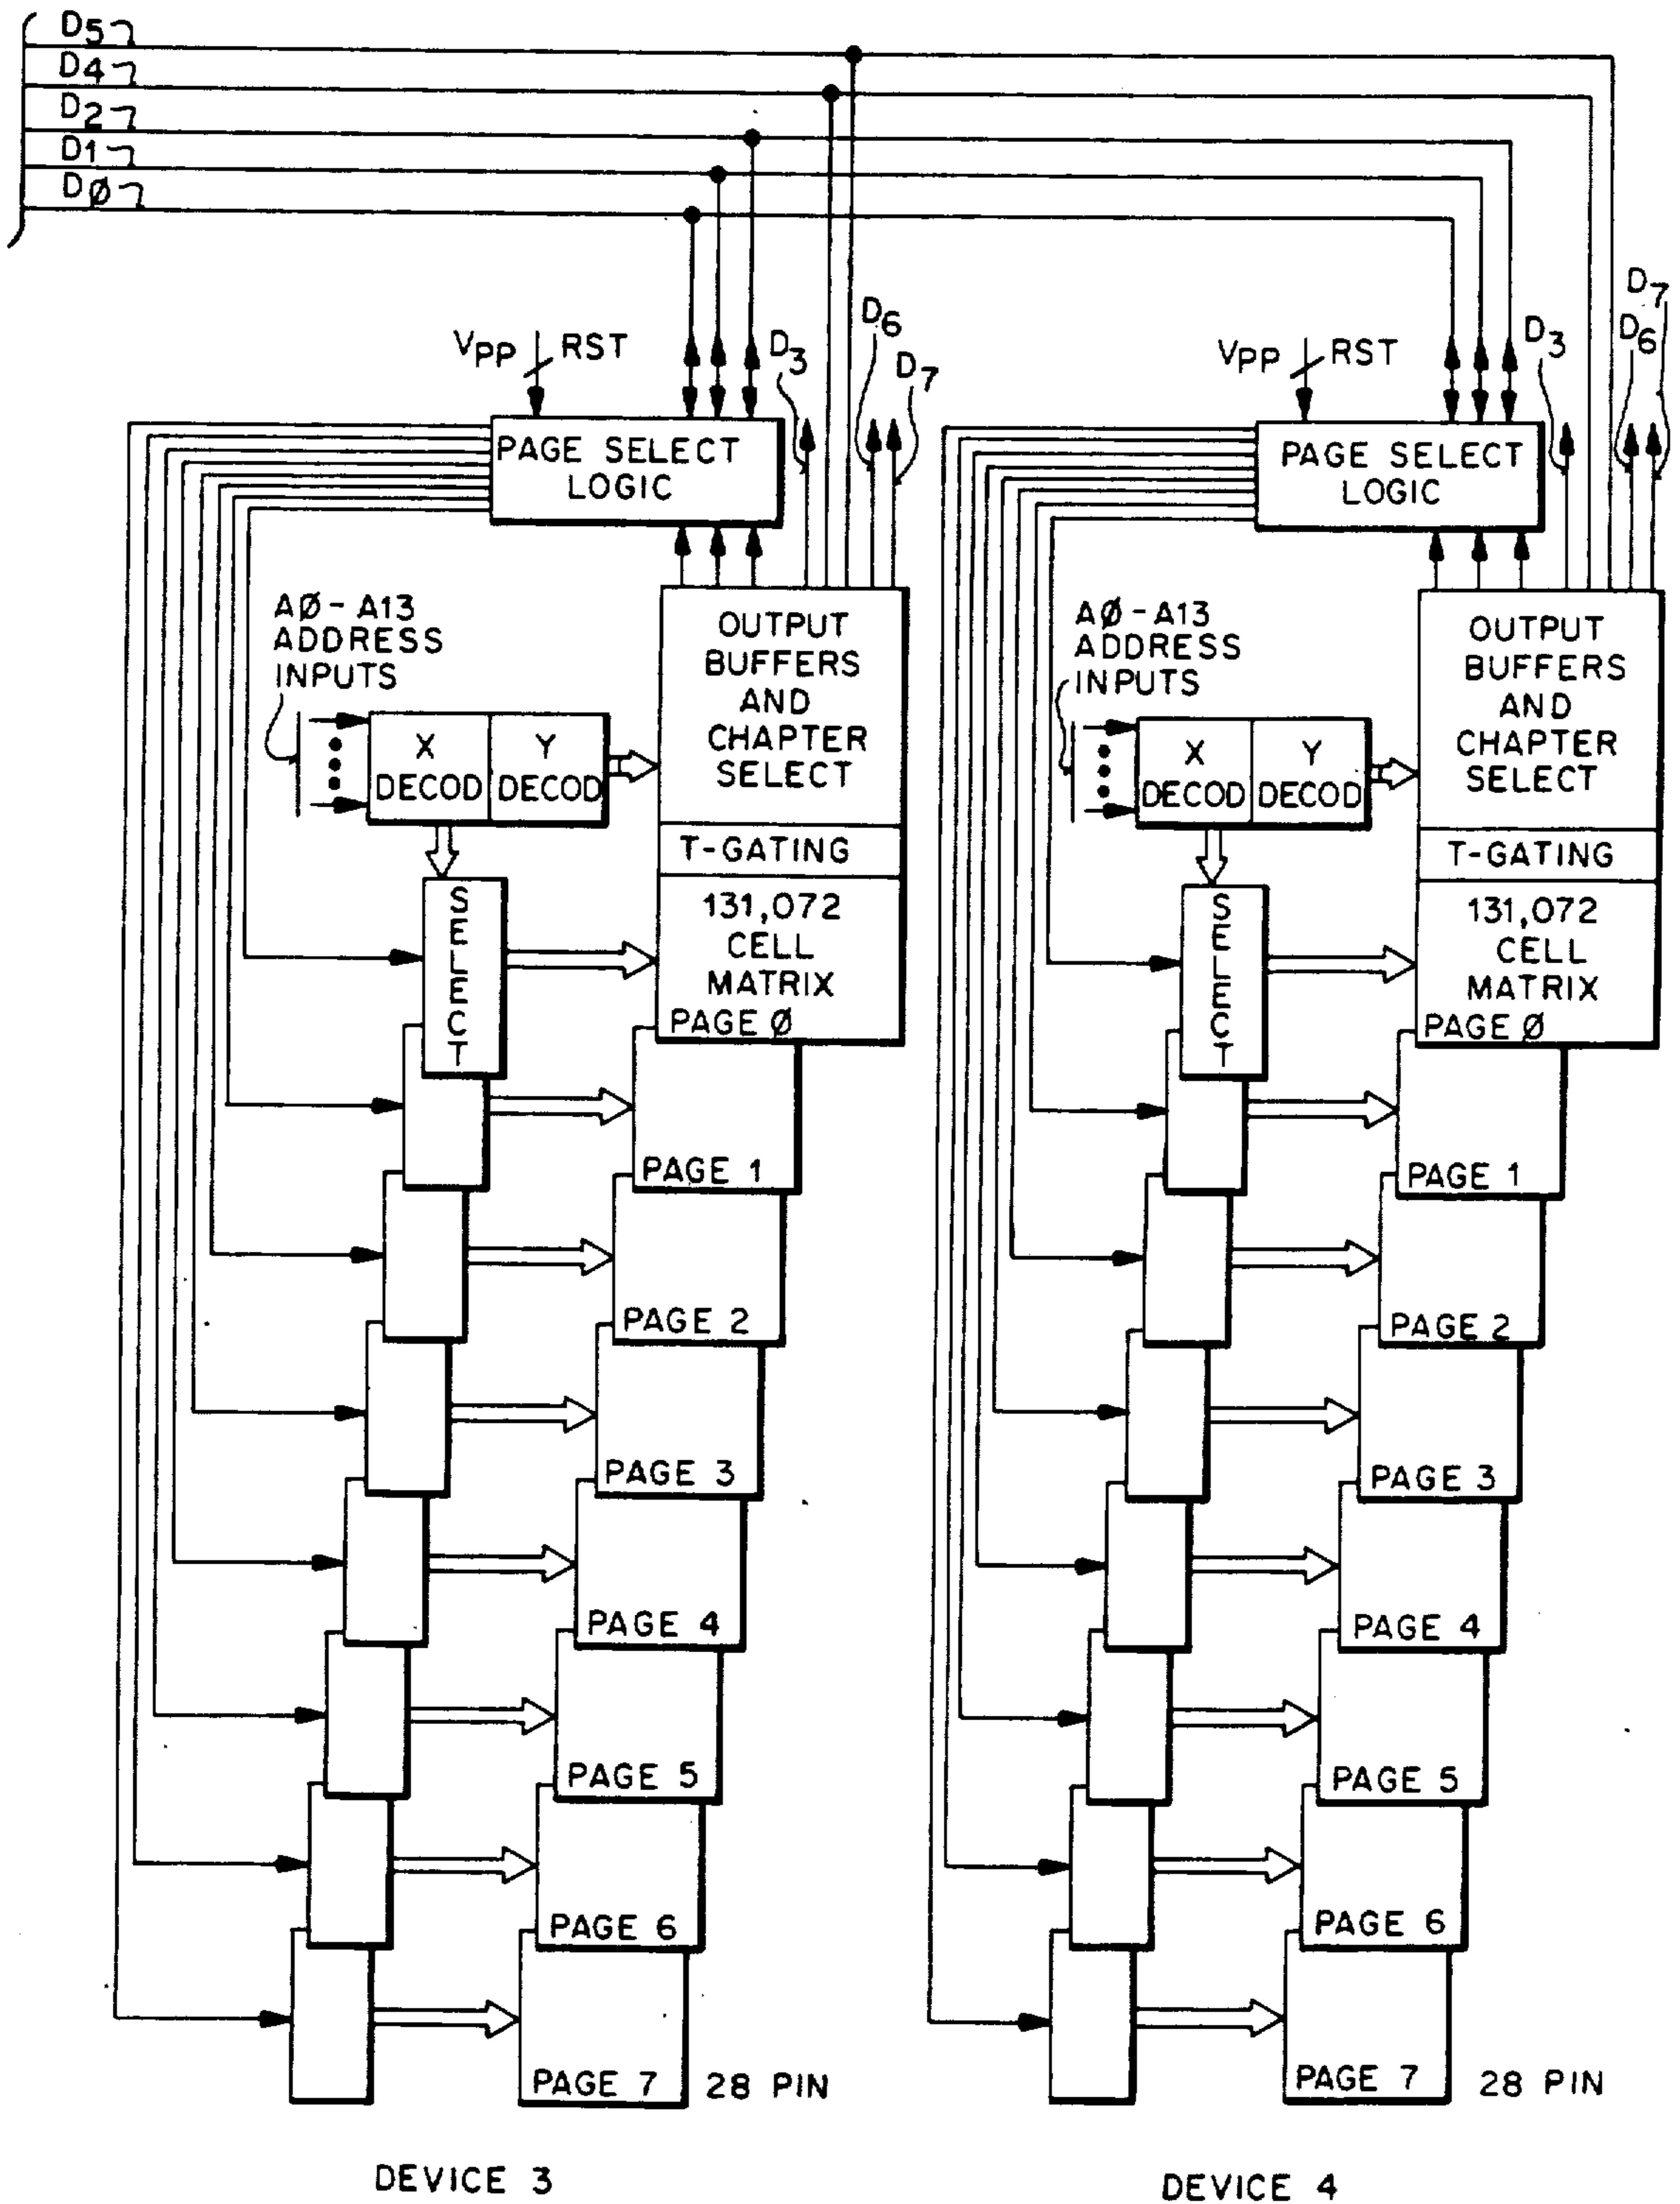 D5
D4
D2
D1
DØ
VPP RST
D3
D6
D7
VPP RST
D3
D6
D7
PAGE SELECT
LOGIC
PAGE SELECT
LOGIC
AØ-A13
ADDRESS
INPUTS
X
DECOD
Y
DECOD
OUTPUT
BUFFERS
AND
CHAPTER
SELECT
T-GATING
131,072
CELL
MATRIX
PAGE Ø
SELECT
PAGE 1
PAGE 2
PAGE 3
PAGE 4
PAGE 5
PAGE 6
PAGE 7
28 PIN
DEVICE 3
AØ-A13
ADDRESS
INPUTS
X
DECOD
Y
DECOD
OUTPUT
BUFFERS
AND
CHAPTER
SELECT
T-GATING
131,072
CELL
MATRIX
PAGE Ø
SELECT
PAGE 1
PAGE 2
PAGE 3
PAGE 4
PAGE 5
PAGE 6
PAGE 7
28 PIN
DEVICE 4